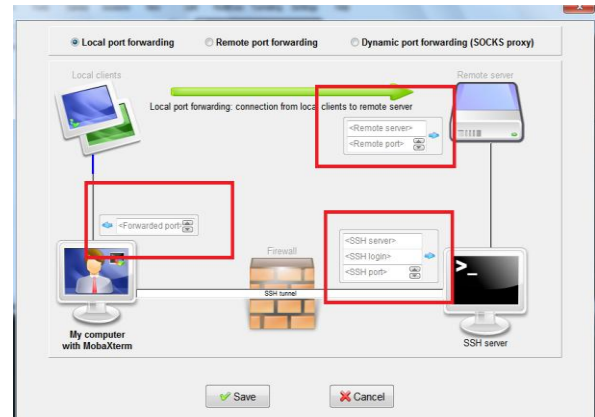 Local port forwarding
Remote port forwarding
Dynamic port forwarding (SOCKS proxy)
Local clients
Remote server
Local port forwarding: connection from local clients to remote server
<Remote server>
<Remote port>
<Forwarded port>
Firewall
<SSH server>
<SSH login>
<SSH port>
SSH tunnel
>_
My computer
with MobaXterm
SSH server
Save
Cancel